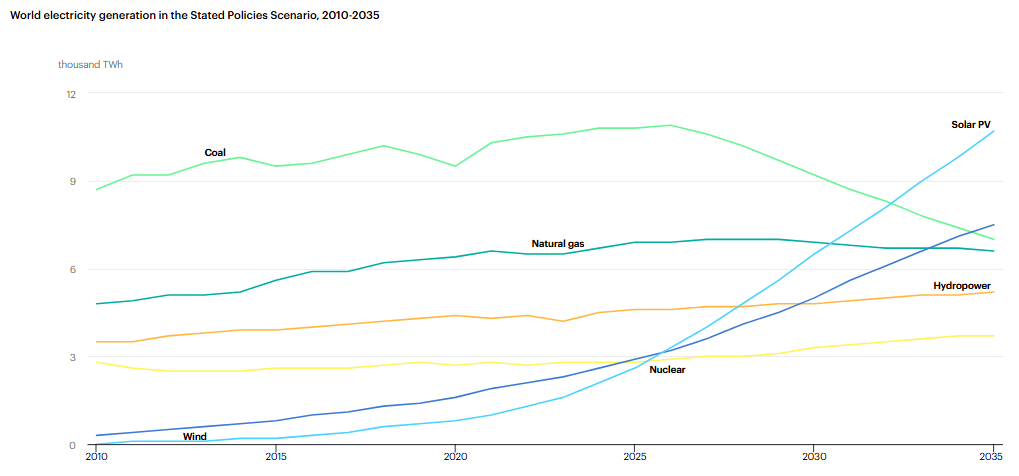 World electricity generation in the Stated Policies Scenario, 2010-2035
thousand TWh
12
Solar PV
Coal
9
Natural gas
6
Hydropower
3
Nuclear
Wind
0
2010 2015 2020 2025 2030 2035